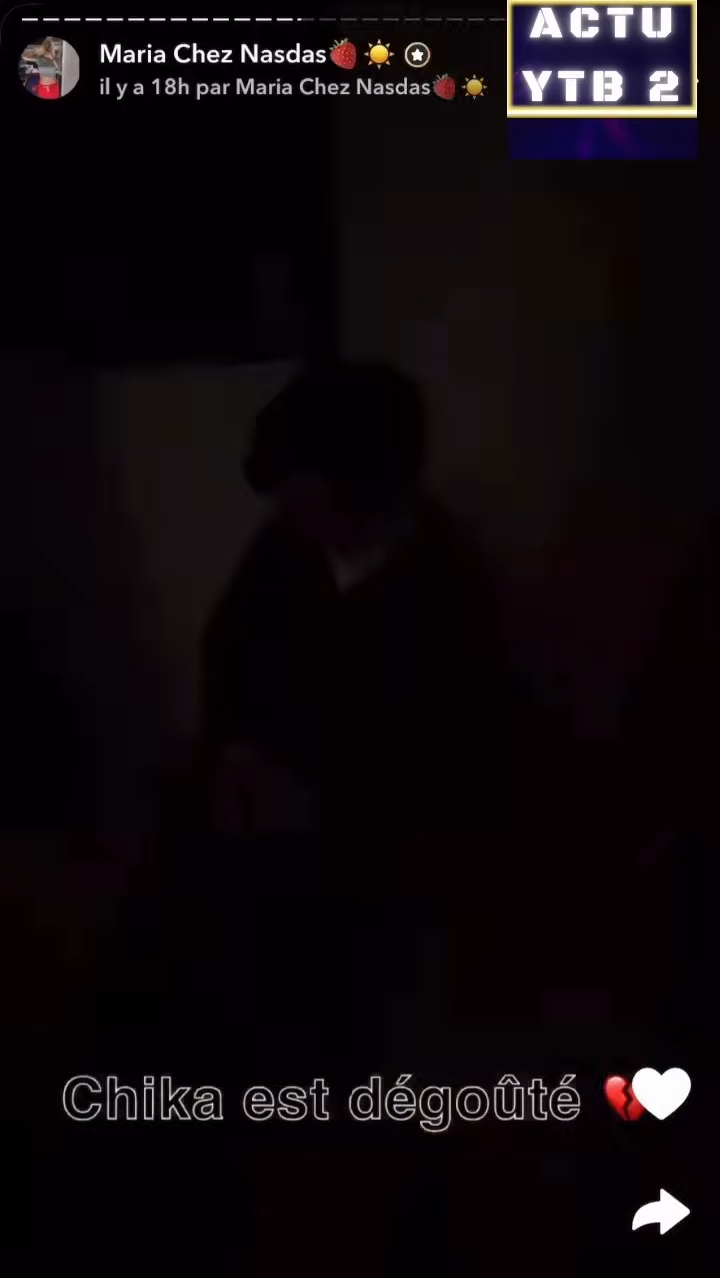 Maria Chez Nasdas🍓☀️
il y a 18h par Maria Chez Nasdas🍓☀️
ACTU
YTB 2
Chika est dégoûté 💔